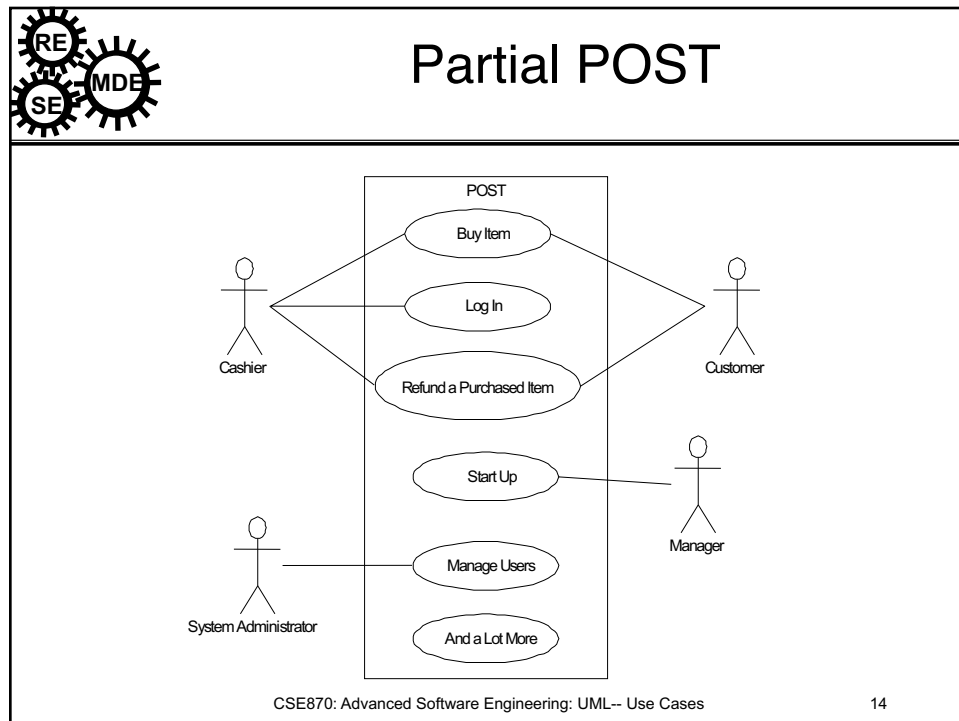 RE
MDE
SE
Partial POST
POST
Buy Item
Log In
Cashier
Customer
Refund a Purchased Item
Start Up
Manager
Manage Users
System Administrator
And a Lot More
CSE870: Advanced Software Engineering: UML-- Use Cases
14